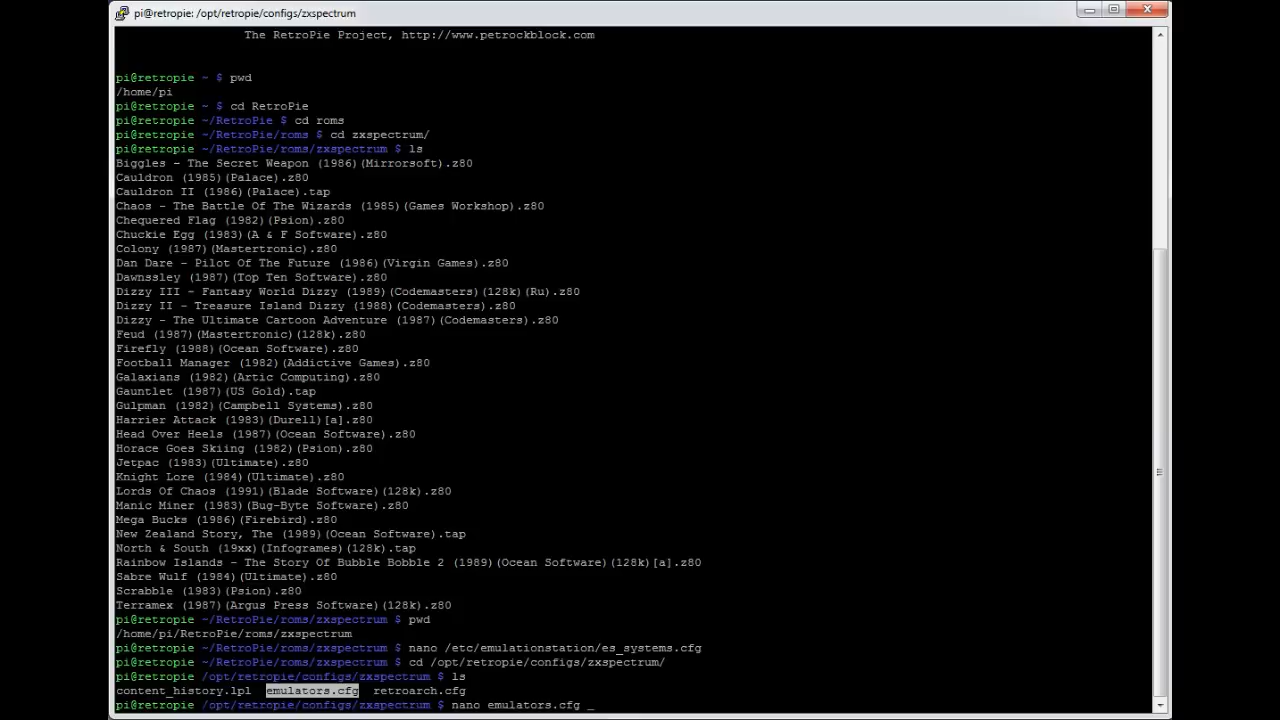 pi@retropie: /opt/retropie/configs/zxspectrum
The RetroPie Project, http://www.petrockblock.com
pi@retropie ~ $ pwd
/home/pi
pi@retropie ~ $ cd RetroPie
pi@retropie ~/RetroPie $ cd roms
pi@retropie ~/RetroPie/roms $ cd zxspectrum/
pi@retropie ~/RetroPie/roms/zxspectrum $ ls
Biggles - The Secret Weapon (1986)(Mirrorsoft).z80
Cauldron (1985)(Palace).z80
Cauldron II (1986)(Palace).tap
Chaos - The Battle Of The Wizards (1985)(Games Workshop).z80
Chequered Flag (1982)(Psion).z80
Chuckie Egg (1983)(A & F Software).z80
Colony (1987)(Mastertronic).z80
Dan Dare - Pilot Of The Future (1986)(Virgin Games).z80
Dawnssley (1987)(Top Ten Software).z80
Dizzy III - Fantasy World Dizzy (1989)(Codemasters)(128k)(Ru).z80
Dizzy II - Treasure Island Dizzy (1988)(Codemasters).z80
Dizzy - The Ultimate Cartoon Adventure (1987)(Codemasters).z80
Feud (1987)(Mastertronic)(128k).z80
Firefly (1988)(Ocean Software).z80
Football Manager (1982)(Addictive Games).z80
Galaxians (1982)(Artic Computing).z80
Gauntlet (1987)(US Gold).tap
Gulpman (1982)(Campbell Systems).z80
Harrier Attack (1983)(Durell)[a].z80
Head Over Heels (1987)(Ocean Software).z80
Horace Goes Skiing (1982)(Psion).z80
Jetpac (1983)(Ultimate).z80
Knight Lore (1984)(Ultimate).z80
Lords Of Chaos (1991)(Blade Software)(128k).z80
Manic Miner (1983)(Bug-Byte Software).z80
Mega Bucks (1986)(Firebird).z80
New Zealand Story, The (1989)(Ocean Software).tap
North & South (19xx)(Infogrames)(128k).tap
Rainbow Islands - The Story Of Bubble Bobble 2 (1989)(Ocean Software)(128k)[a].z80
Sabre Wulf (1984)(Ultimate).z80
Scrabble (1983)(Psion).z80
Terramex (1987)(Argus Press Software)(128k).z80
pi@retropie ~/RetroPie/roms/zxspectrum $ pwd
/home/pi/RetroPie/roms/zxspectrum
pi@retropie ~/RetroPie/roms/zxspectrum $ nano /etc/emulationstation/es_systems.cfg
pi@retropie ~/RetroPie/roms/zxspectrum $ cd /opt/retropie/configs/zxspectrum/
pi@retropie /opt/retropie/configs/zxspectrum $ ls
content_history.lpl emulators.cfg retroarch.cfg
pi@retropie /opt/retropie/configs/zxspectrum $ nano emulators.cfg _